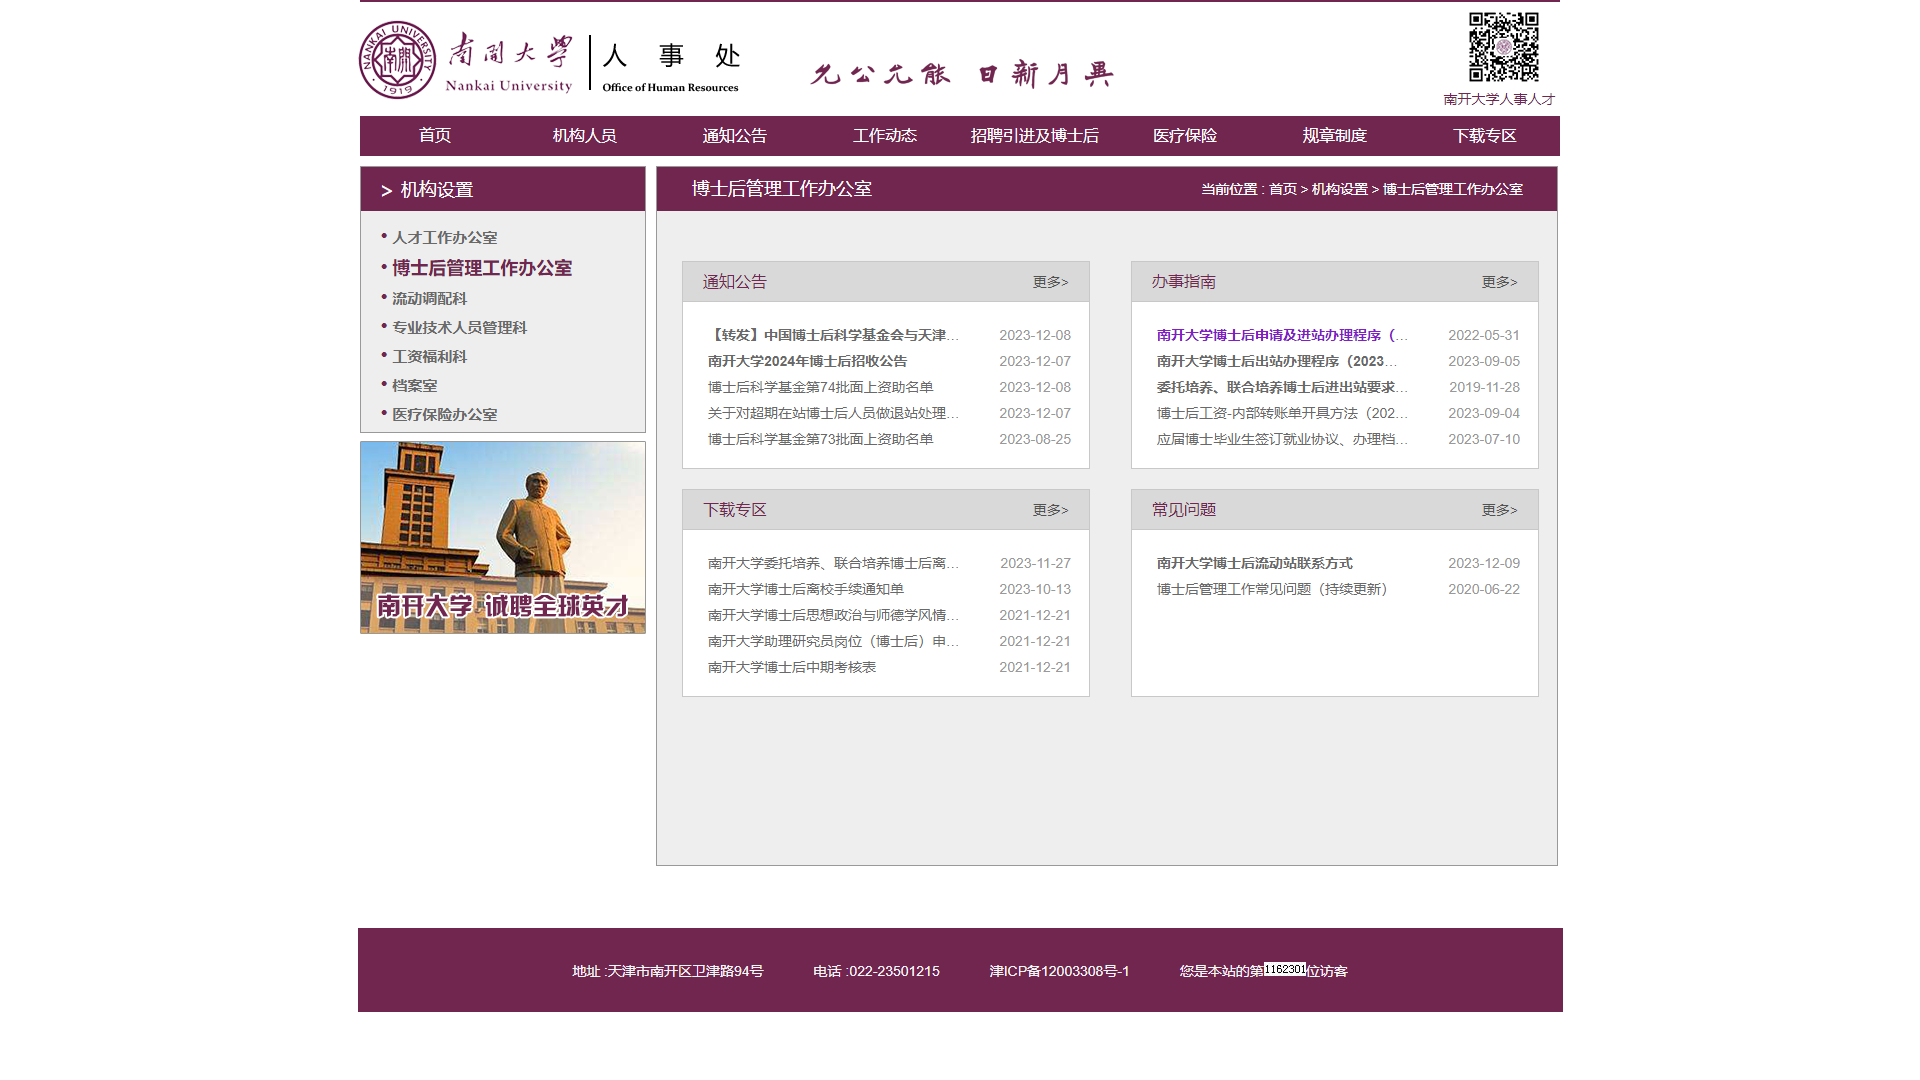 NANKAI UNIVERSITY
1919
南開大學
Nankai University
人事处
Office of Human Resources
允公允能 日新月異
南开大学人事人才
首页 机构人员 通知公告 工作动态 招聘引进及博士后 医疗保险 规章制度 下载专区
> 机构设置
人才工作办公室
博士后管理工作办公室
流动调配科
专业技术人员管理科
工资福利科
档案室
医疗保险办公室
南开大学 诚聘全球英才
博士后管理工作办公室
当前位置 : 首页 > 机构设置 > 博士后管理工作办公室
通知公告 更多>
【转发】中国博士后科学基金会与天津... 2023-12-08
南开大学2024年博士后招收公告 2023-12-07
博士后科学基金第74批面上资助名单 2023-12-08
关于对超期在站博士后人员做退站处理... 2023-12-07
博士后科学基金第73批面上资助名单 2023-08-25
办事指南 更多>
南开大学博士后申请及进站办理程序（... 2022-05-31
南开大学博士后出站办理程序（2023... 2023-09-05
委托培养、联合培养博士后进出站要求... 2019-11-28
博士后工资-内部转账单开具方法（202... 2023-09-04
应届博士毕业生签订就业协议、办理档... 2023-07-10
下载专区 更多>
南开大学委托培养、联合培养博士后离... 2023-11-27
南开大学博士后离校手续通知单 2023-10-13
南开大学博士后思想政治与师德学风情... 2021-12-21
南开大学助理研究员岗位（博士后）申... 2021-12-21
南开大学博士后中期考核表 2021-12-21
常见问题 更多>
南开大学博士后流动站联系方式 2023-12-09
博士后管理工作常见问题（持续更新） 2020-06-22
地址 :天津市南开区卫津路94号 电话 :022-23501215 津ICP备12003308号-1 您是本站的第1162301位访客